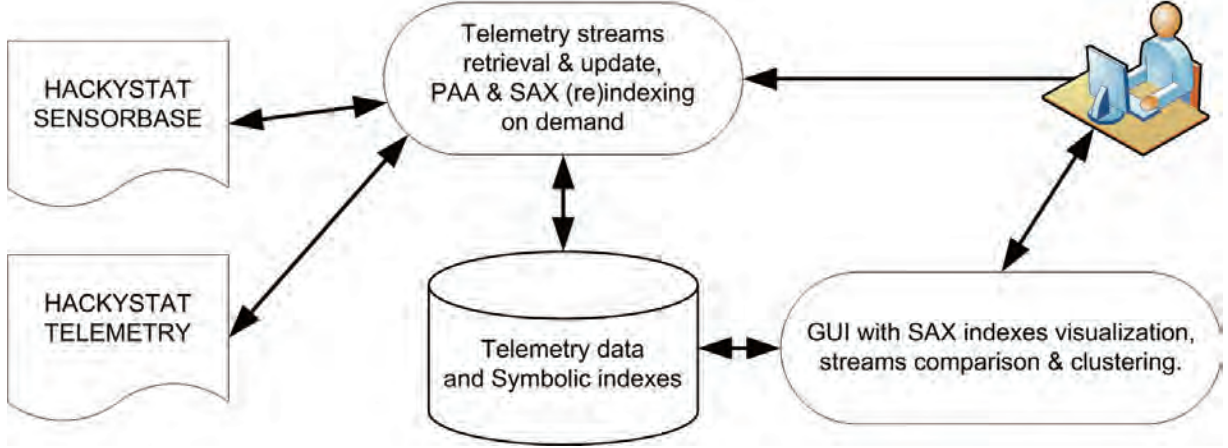 HACKYSTAT
SENSORBASE
Telemetry streams
retrieval & update,
PAA & SAX (re)indexing
on demand
HACKYSTAT
TELEMETRY
Telemetry data
and Symbolic indexes
GUI with SAX indexes visualization,
streams comparison & clustering.